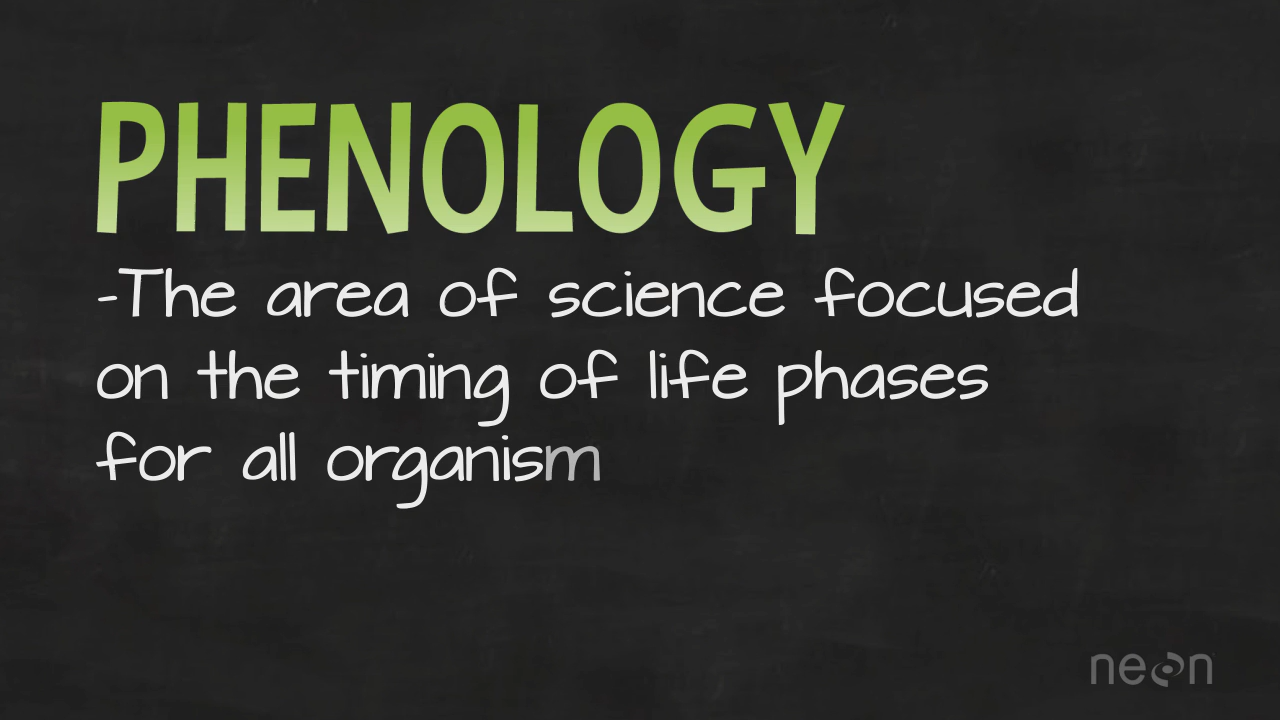 PHENOLOGY
-The area of science focused
on the timing of life phases
for all organism
neon